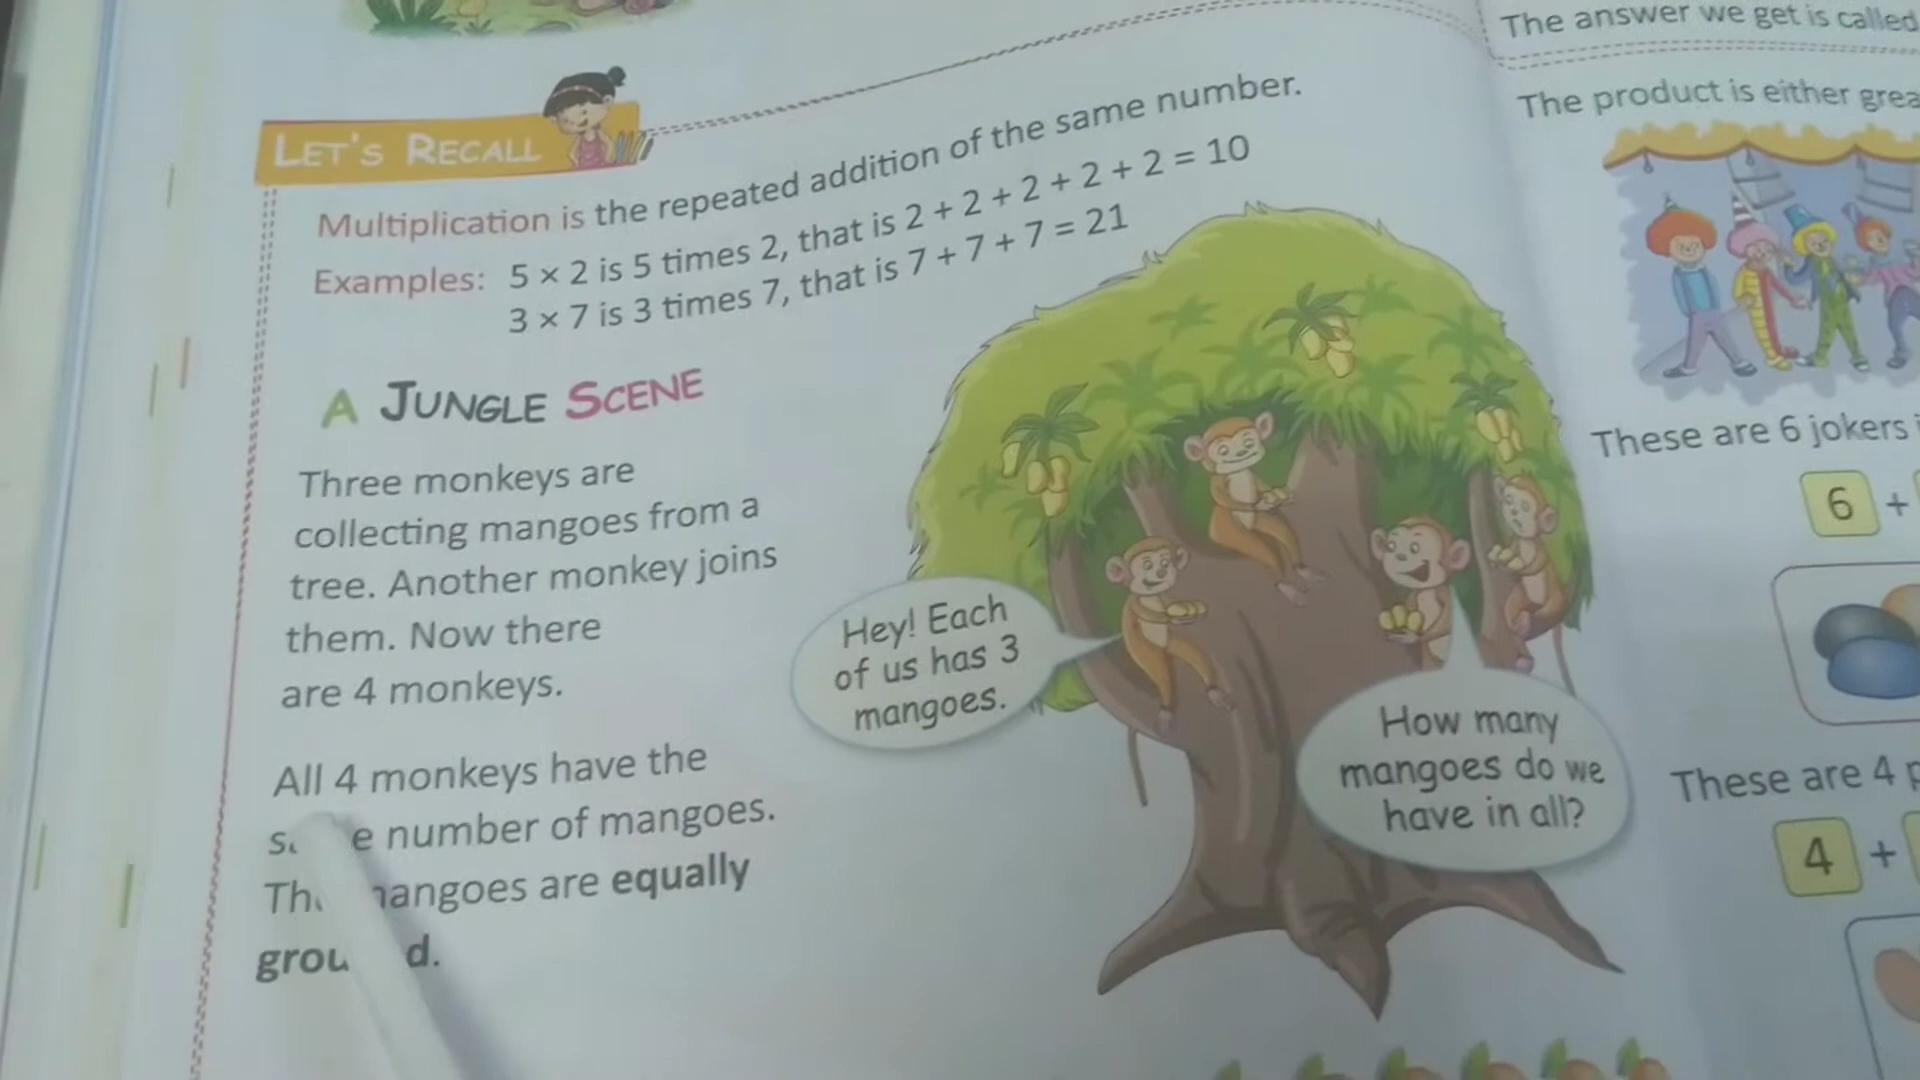 LET'S RECALL
Multiplication is the repeated addition of the same number.
Examples: 5 × 2 is 5 times 2, that is 2 + 2 + 2 + 2 + 2 = 10
3 × 7 is 3 times 7, that is 7 + 7 + 7 = 21
A JUNGLE SCENE
Three monkeys are
collecting mangoes from a
tree. Another monkey joins
them. Now there
are 4 monkeys.
All 4 monkeys have the
number of mangoes.
mangoes are equally
Hey! Each
of us has 3
mangoes.
How many
mangoes do we
have in all?
The answer we get is called
The product is either
These are 6 jokers
6 +
These are 4
4 +